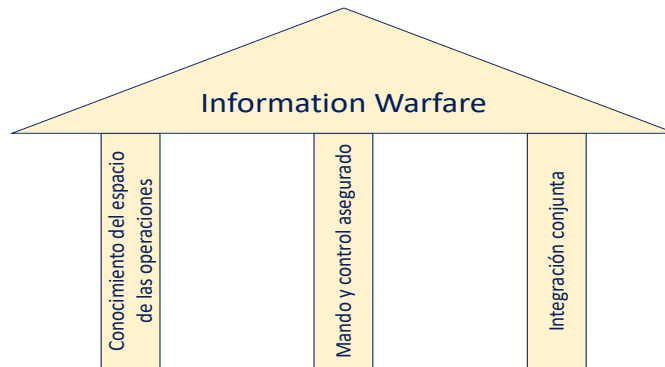 Information Warfare
Conocimiento del espacio
de las operaciones
Mando y control asegurado
Integración conjunta